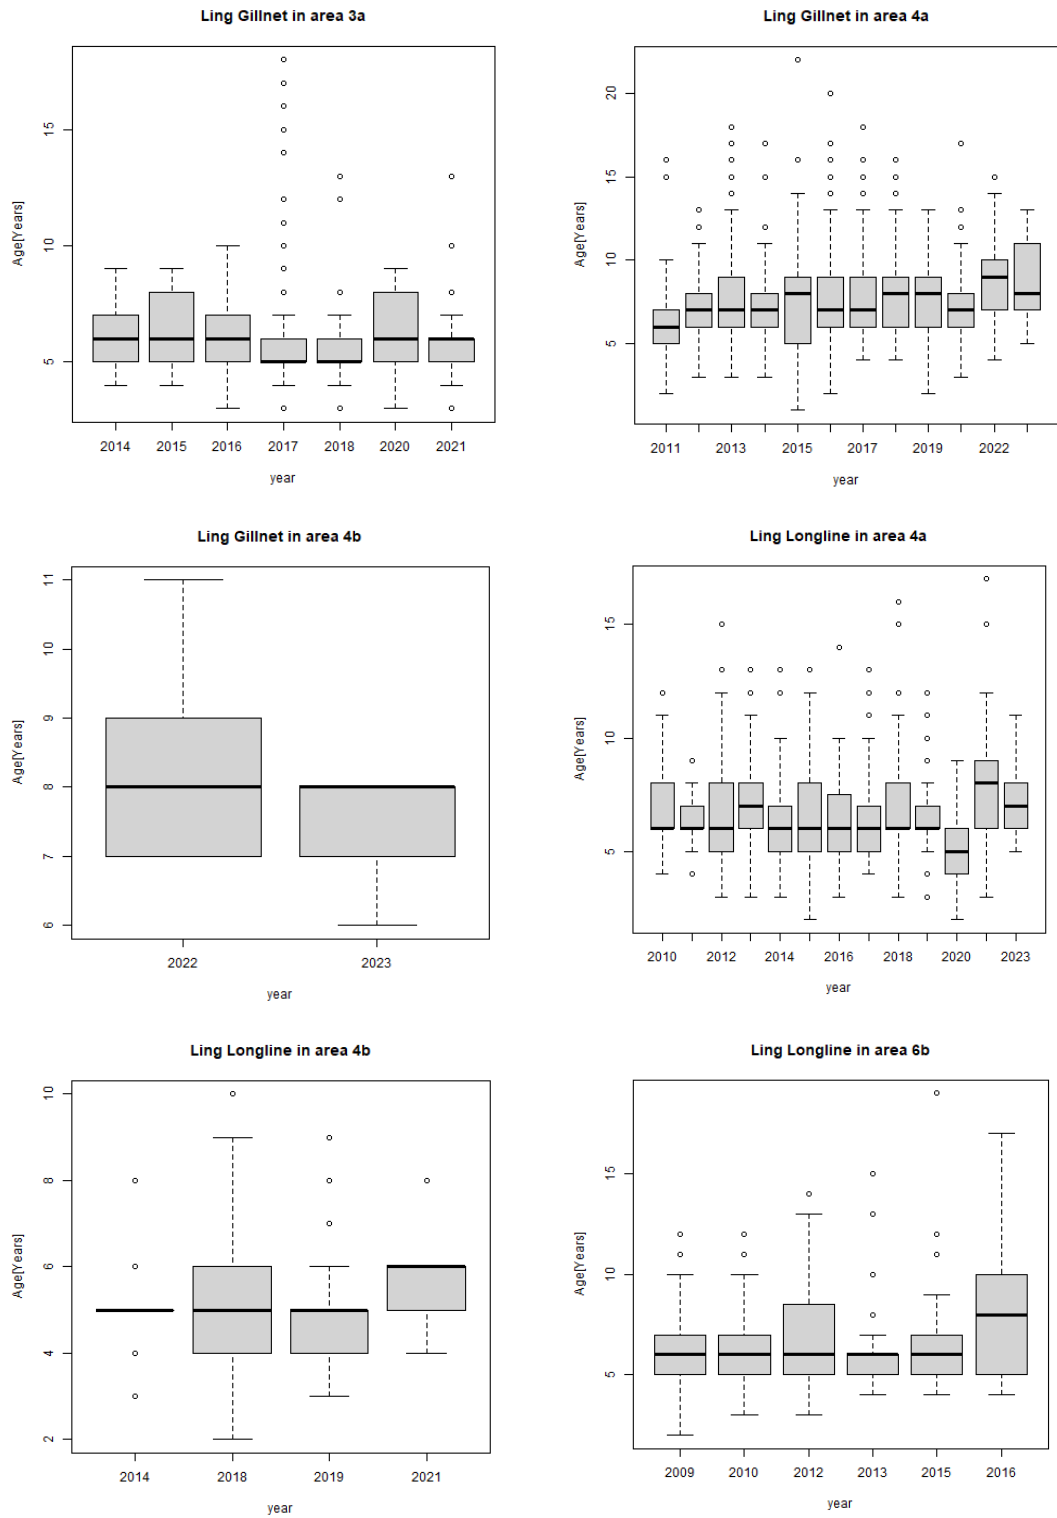 Ling Gillnet in area 3a
Age[Years]
15
10
5
2014 2015 2016 2017 2018 2020 2021
year
Ling Gillnet in area 4a
Age[Years]
20
15
10
5
2011 2013 2015 2017 2019 2022
year
Ling Gillnet in area 4b
Age[Years]
11
10
9
8
7
6
2022 2023
year
Ling Longline in area 4a
Age[Years]
15
10
5
2010 2012 2014 2016 2018 2020 2023
year
Ling Longline in area 4b
Age[Years]
10
8
6
4
2
2014 2018 2019 2021
year
Ling Longline in area 6b
Age[Years]
15
10
5
2009 2010 2012 2013 2015 2016
year